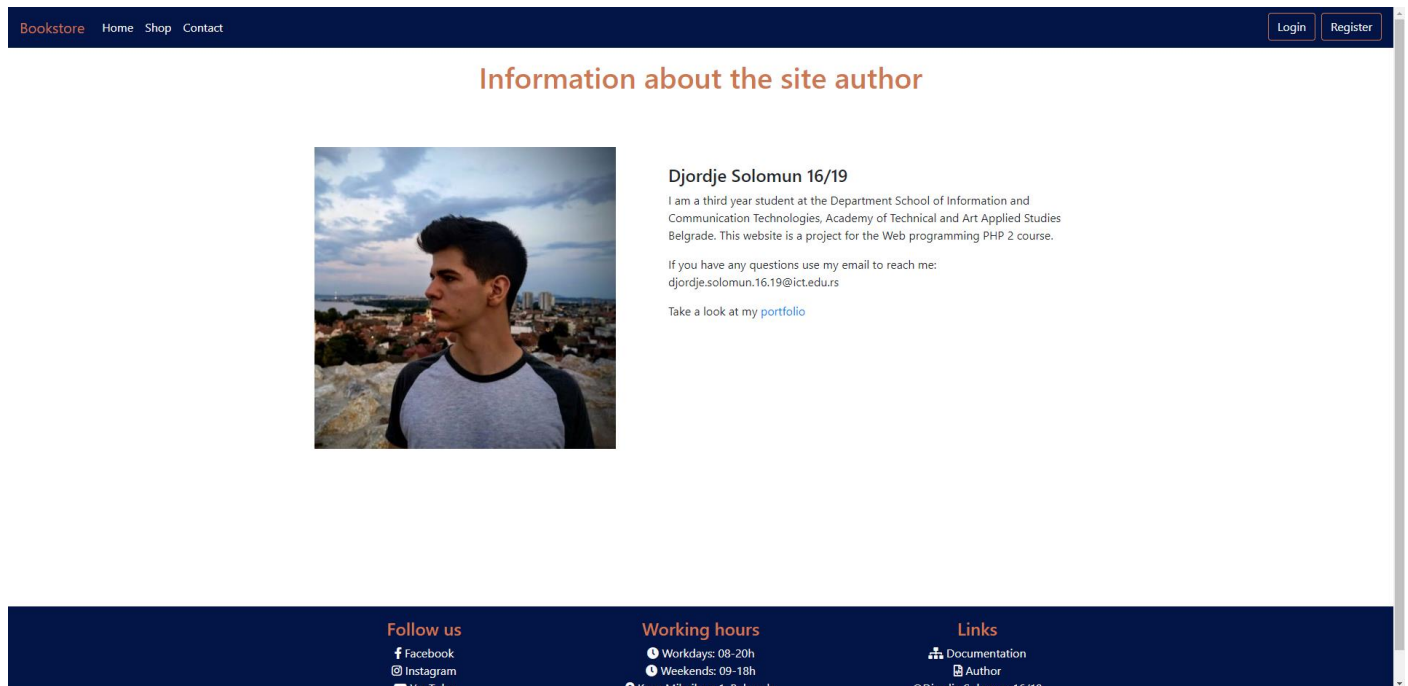 Bookstore Home Shop Contact Login Register
Information about the site author
Djordje Solomun 16/19
I am a third year student at the Department School of Information and
Communication Technologies, Academy of Technical and Art Applied Studies
Belgrade. This website is a project for the Web programming PHP 2 course.
If you have any questions use my email to reach me:
djordje.solomun.16.19@ict.edu.rs
Take a look at my portfolio
Follow us
Facebook
Instagram
Working hours
Workdays: 08-20h
Weekends: 09-18h
Links
Documentation
Author